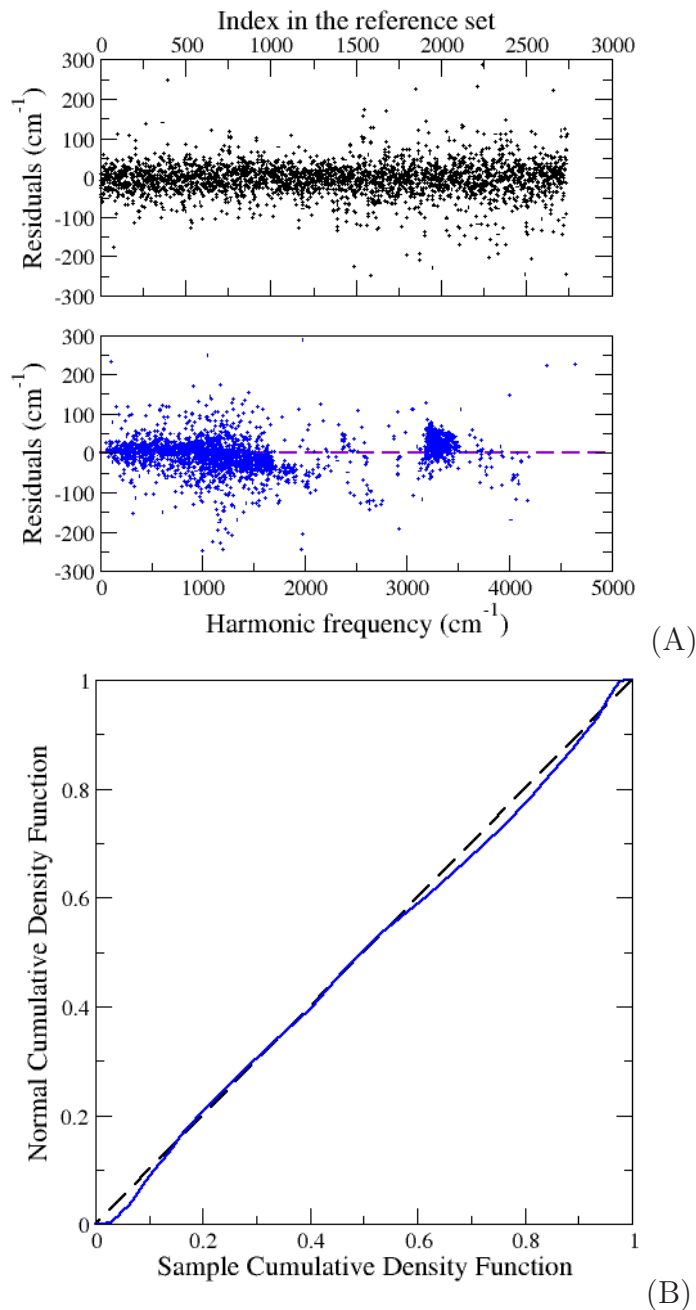 Index in the reference set
0 500 1000 1500 2000 2500 3000
300
200
100
0
-100
-200
-300
Residuals (cm⁻¹)
300
200
100
0
-100
-200
-300
Residuals (cm⁻¹)
0 1000 2000 3000 4000 5000
Harmonic frequency (cm⁻¹)
(A)
1
0.8
0.6
0.4
0.2
0
Normal Cumulative Density Function
0 0.2 0.4 0.6 0.8 1
Sample Cumulative Density Function
(B)